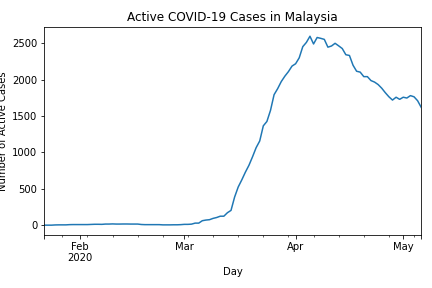 Active COVID-19 Cases in Malaysia
Number of Active Cases
2500
2000
1500
1000
500
0
Feb
2020
Mar
Apr
May
Day